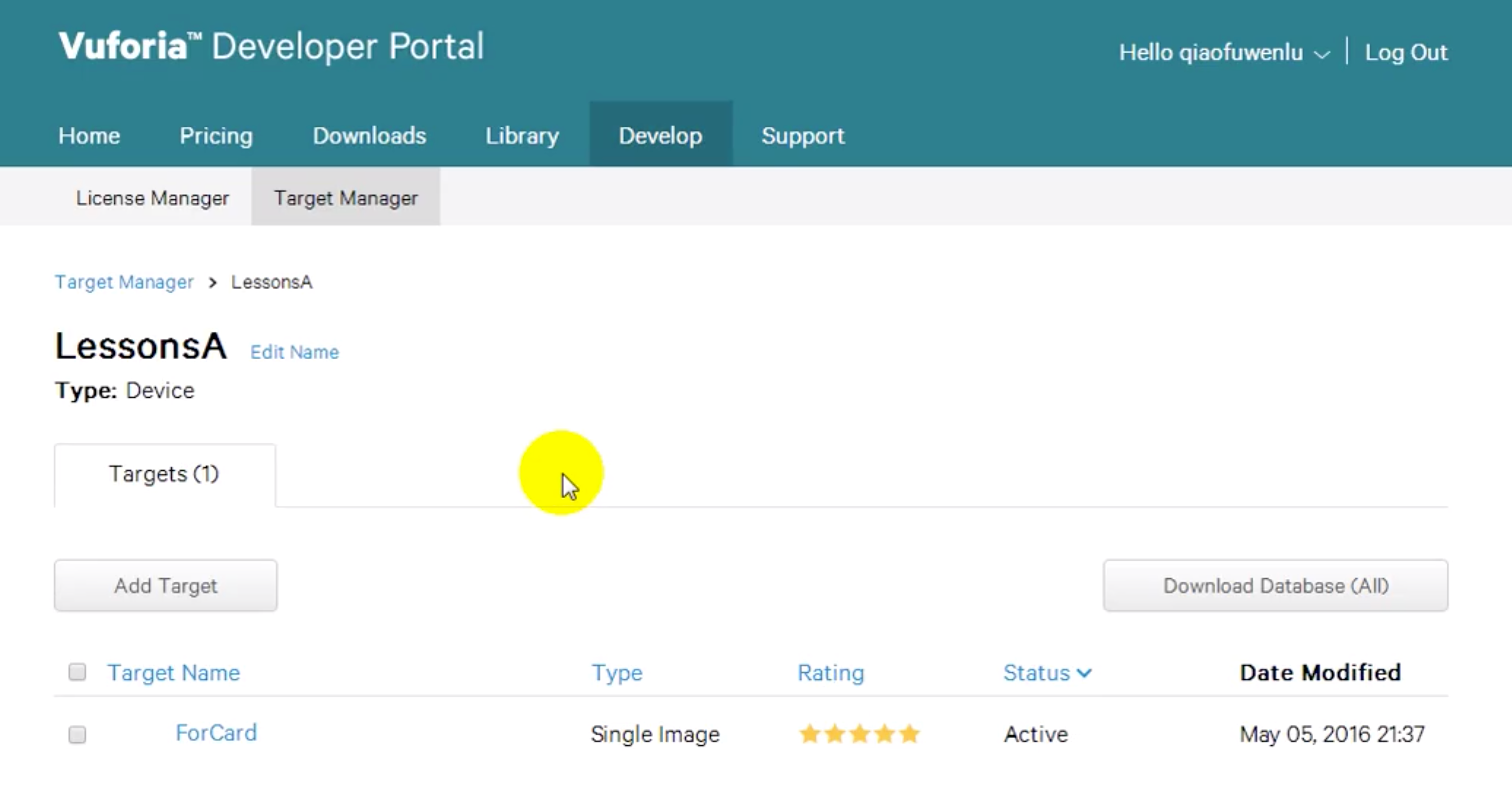 Vuforia™ Developer Portal
Hello qiaofuwenlu | Log Out
Home Pricing Downloads Library Develop Support
License Manager Target Manager
Target Manager > LessonsA
LessonsA Edit Name
Type: Device
Targets (1)
Add Target Download Database (All)
Target Name Type Rating Status Date Modified
ForCard Single Image Active May 05, 2016 21:37